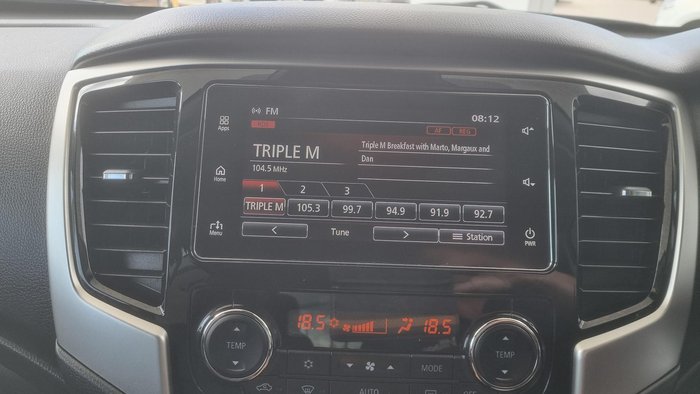 Apps
FM
08:12
RDS
AF REG
TRIPLE M
Triple M Breakfast with Marto, Margaux and
Dan
104.5 MHz
Home
1 2 3
TRIPLE M 105.3 99.7 94.9 91.9 92.7
Menu
< Tune > Station
PWR
18.5 18.5
TEMP
TEMP
MODE
AUTO
OFF